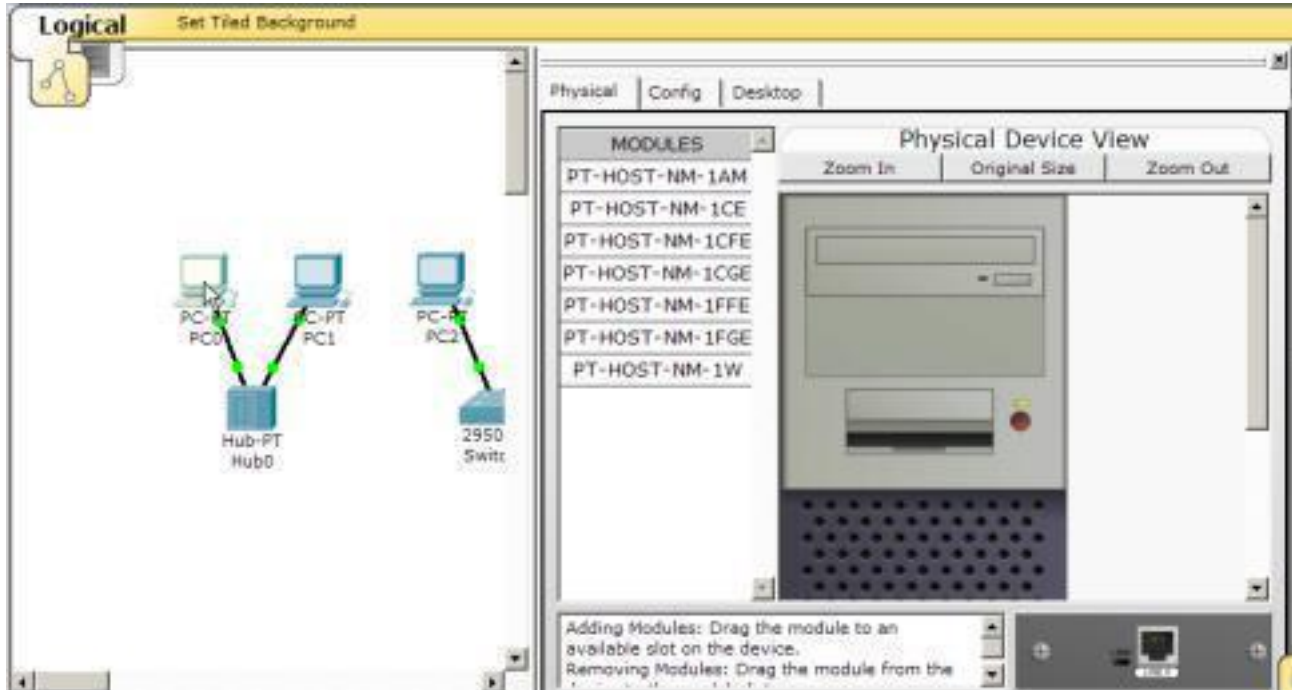 Logical
Set Tiled Background
PC-PT
PC0
PC-PT
PC1
PC-PT
PC2
Hub-PT
Hub0
2950
Switc
Physical
Config
Desktop
MODULES
PT-HOST-NM-1AM
PT-HOST-NM-1CE
PT-HOST-NM-1CFE
PT-HOST-NM-1CGE
PT-HOST-NM-1FFE
PT-HOST-NM-1FGE
PT-HOST-NM-1W
Physical Device View
Zoom In
Original Size
Zoom Out
Adding Modules: Drag the module to an
available slot on the device.
Removing Modules: Drag the module from the